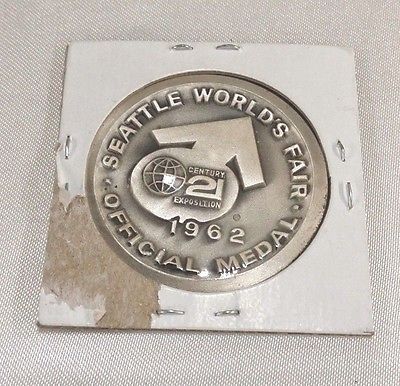 · SEATTLE WORLD'S FAIR ·
CENTURY
21
EXPOSITION
1962
OFFICIAL MEDAL